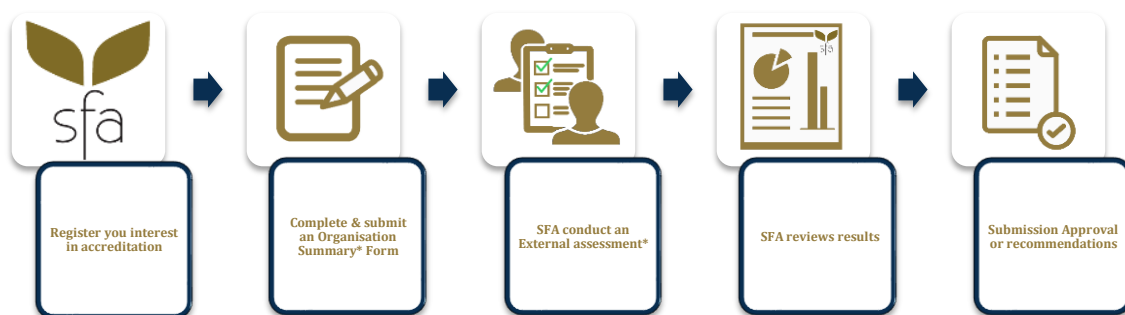 sfa
sfa
Register you interest
in accreditation
Complete & submit
an Organisation
Summary* Form
SFA conduct an
External assessment*
SFA reviews results
Submission Approval
or recommendations